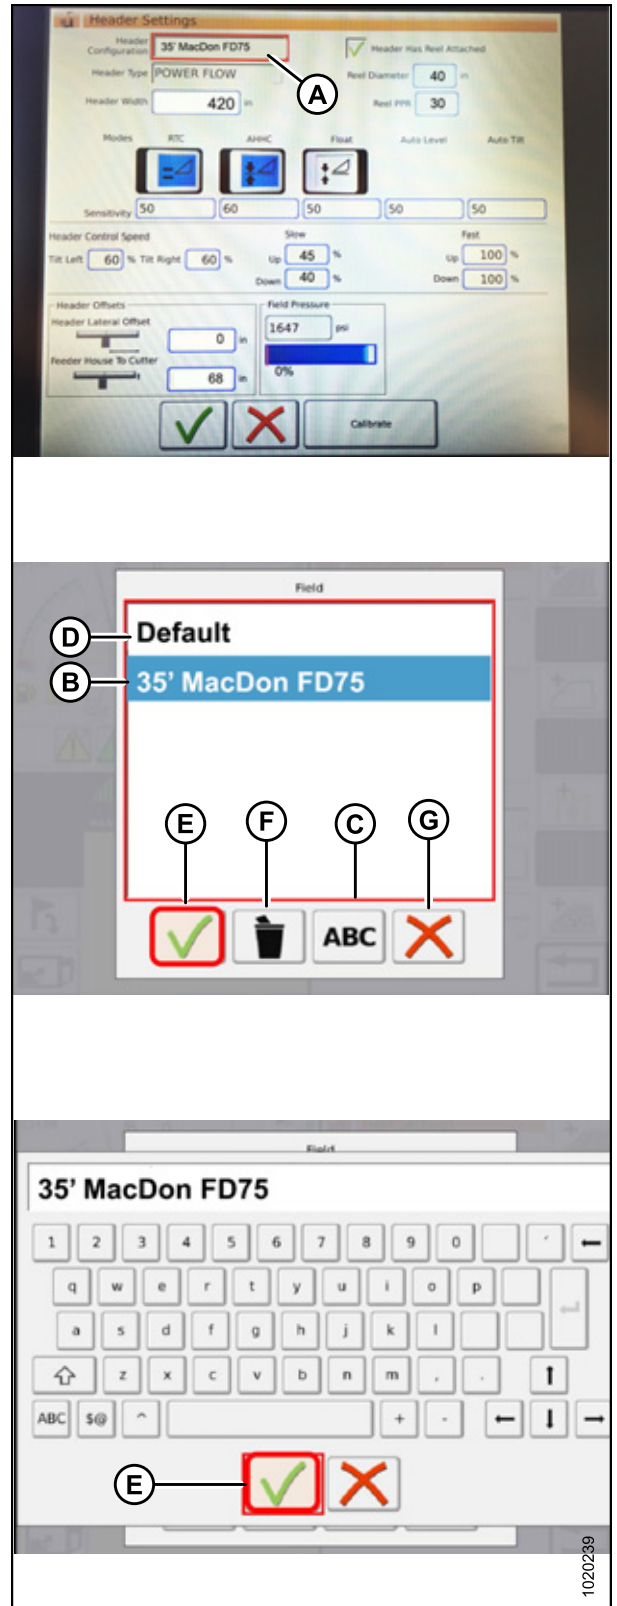 Header Settings
Header Configuration 35' MacDon FD75 Header Has Reel Attached
A
Header Type POWER FLOW Reel Diameter 40 in
Header Width 420 in Reel PPR 30
Modes RTC AHHC Float Auto Level Auto Tilt
Sensitivity 50 60 50 50 50
Header Control Speed Slow Fast
Tilt Left 60 % Tilt Right 60 % Up 45 % Up 100 %
Down 40 % Down 100 %
Header Offsets Field Pressure
Header Lateral Offset 0 in 1647 psi
Feeder House To Cutter 68 in 0%
Calibrate
Field
D Default
B 35' MacDon FD75
E F C G
ABC
Field
35' MacDon FD75
1 2 3 4 5 6 7 8 9 0 ´ ←
q w e r t y u i o p
a s d f g h j k l
z x c v b n m , . ↑
ABC $@ ^ + - ← ↓ →
E
1020239